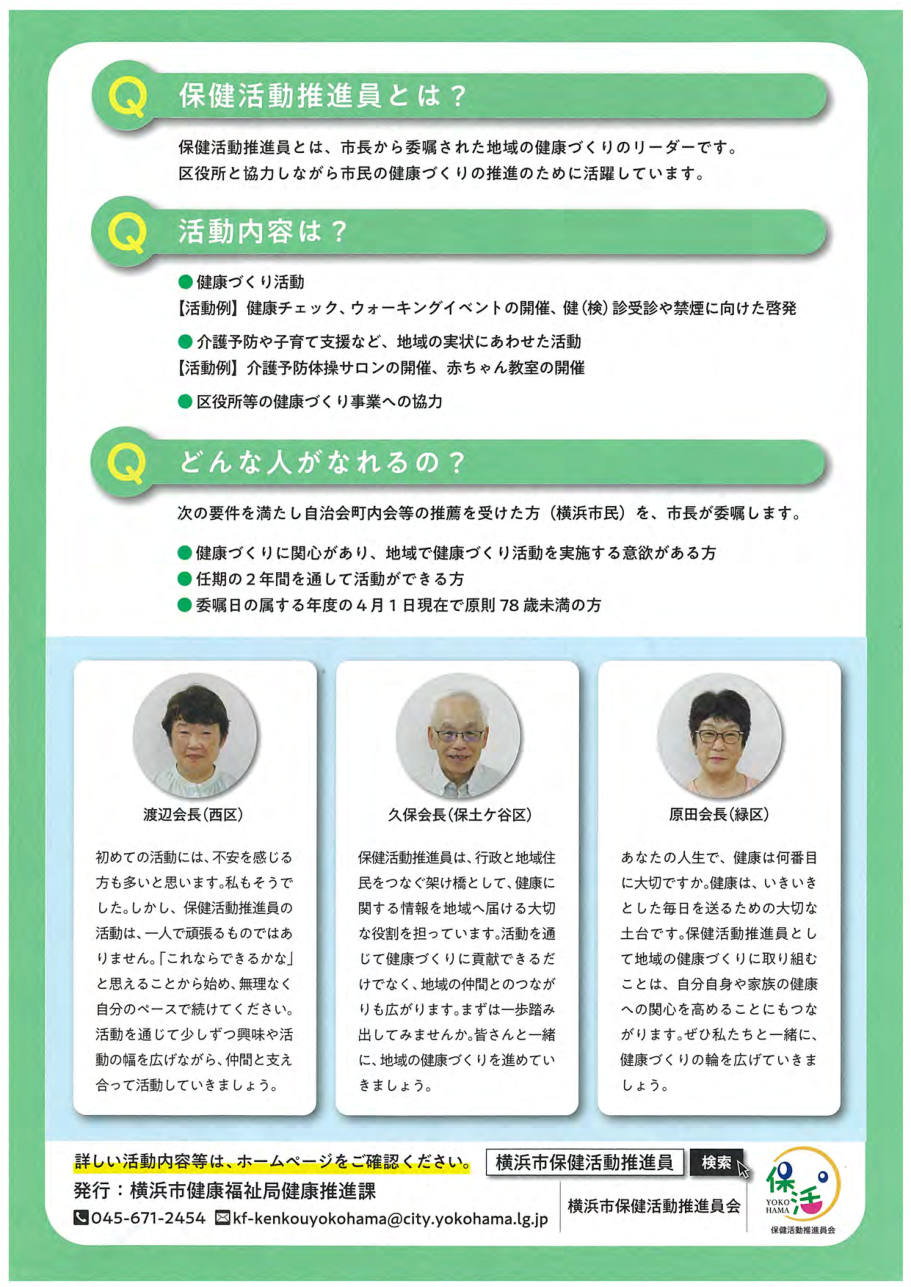 Q 保健活動推進員とは？
保健活動推進員とは、市長から委嘱された地域の健康づくりのリーダーです。
区役所と協力しながら市民の健康づくりの推進のために活躍しています。
Q 活動内容は？
●健康づくり活動
【活動例】健康チェック、ウォーキングイベントの開催、健（検）診受診や禁煙に向けた啓発
●介護予防や子育て支援など、地域の実状にあわせた活動
【活動例】介護予防体操サロンの開催、赤ちゃん教室の開催
●区役所等の健康づくり事業への協力
Q どんな人がなれるの？
次の要件を満たし自治会町内会等の推薦を受けた方（横浜市民）を、市長が委嘱します。
●健康づくりに関心があり、地域で健康づくり活動を実施する意欲がある方
●任期の２年間を通して活動ができる方
●委嘱日の属する年度の４月１日現在で原則78歳未満の方
渡辺会長（西区）
初めての活動には、不安を感じる
方も多いと思います。私もそうで
した。しかし、保健活動推進員の
活動は、一人で頑張るものではあ
りません。「これならできるかな」
と思えることから始め、無理なく
自分のペースで続けてください。
活動を通じて少しずつ興味や活
動の幅を広げながら、仲間と支え
合って活動していきましょう。
久保会長（保土ケ谷区）
保健活動推進員は、行政と地域住
民をつなぐ架け橋として、健康に
関する情報を地域へ届ける大切
な役割を担っています。活動を通
じて健康づくりに貢献できるだ
けでなく、地域の仲間とのつなが
りも広がります。まずは一歩踏み
出してみませんか。皆さんと一緒
に、地域の健康づくりを進めてい
きましょう。
原田会長（緑区）
あなたの人生で、健康は何番目
に大切ですか。健康は、いきいき
とした毎日を送るための大切な
土台です。保健活動推進員とし
て地域の健康づくりに取り組む
ことは、自分自身や家族の健康
への関心を高めることにもつな
がります。ぜひ私たちと一緒に、
健康づくりの輪を広げていきま
しょう。
詳しい活動内容等は、ホームページをご確認ください。
横浜市保健活動推進員 検索
発行：横浜市健康福祉局健康推進課
045-671-2454 kf-kenkouyokohama@city.yokohama.lg.jp
横浜市保健活動推進員会
保活
YOKO
HAMA
保健活動推進員会